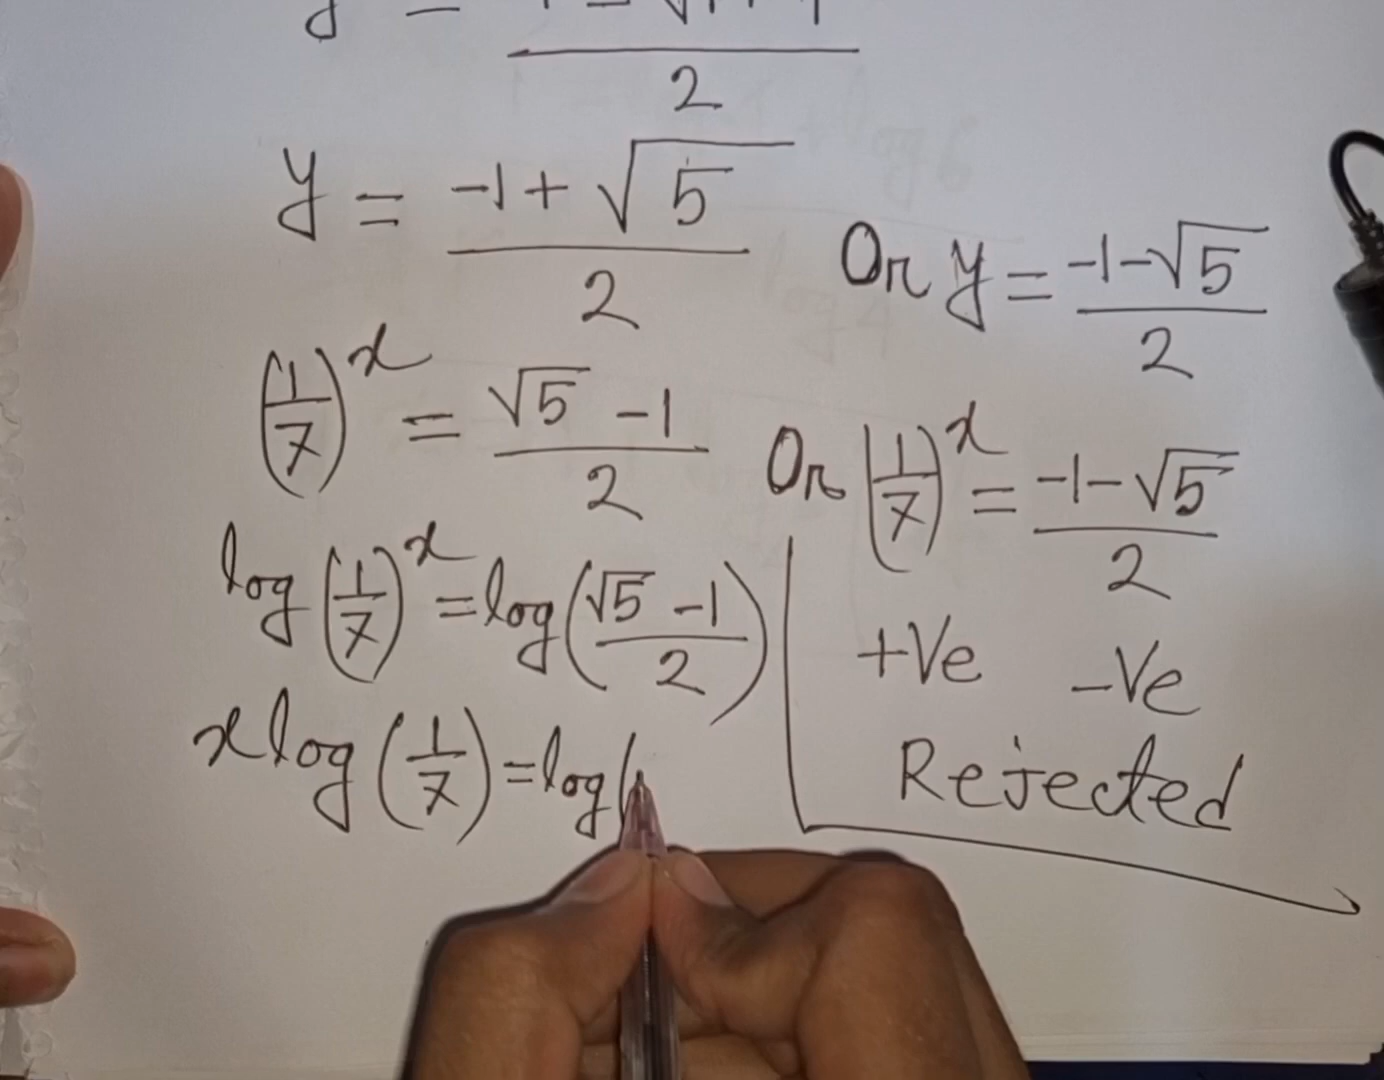 2
y = (-1 + √5)/2 Or y = (-1 - √5)/2
(1/7)^x = (√5 - 1)/2 Or (1/7)^x = (-1 - √5)/2
log (1/7)^x = log ((√5 - 1)/2)
+Ve -Ve
x log (1/7) = log (
Rejected